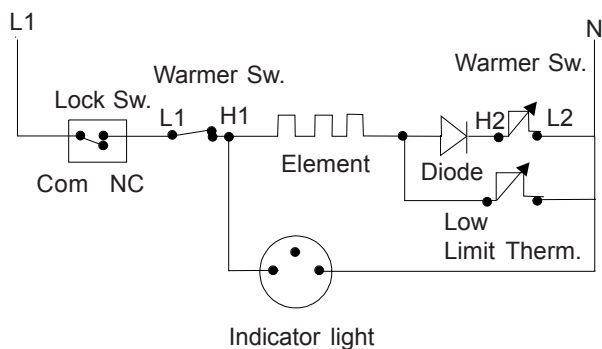 L1
N
Warmer Sw.
Warmer Sw.
Lock Sw.
L1
H1
H2
L2
Com NC
Element
Diode
Low
Limit Therm.
Indicator light